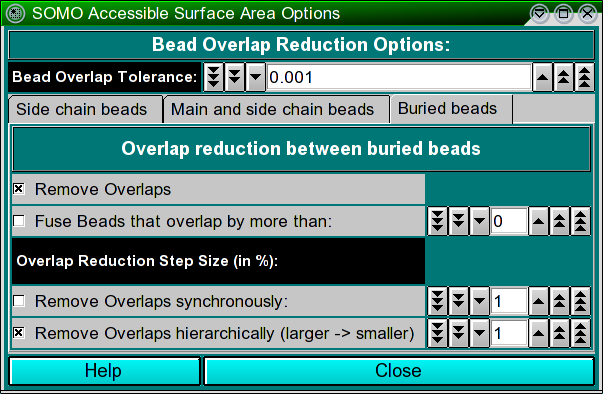 SOMO Accessible Surface Area Options
Bead Overlap Reduction Options:
Bead Overlap Tolerance: 0.001
Side chain beads Main and side chain beads Buried beads
Overlap reduction between buried beads
Remove Overlaps
Fuse Beads that overlap by more than: 0
Overlap Reduction Step Size (in %):
Remove Overlaps synchronously: 1
Remove Overlaps hierarchically (larger -> smaller) 1
Help Close